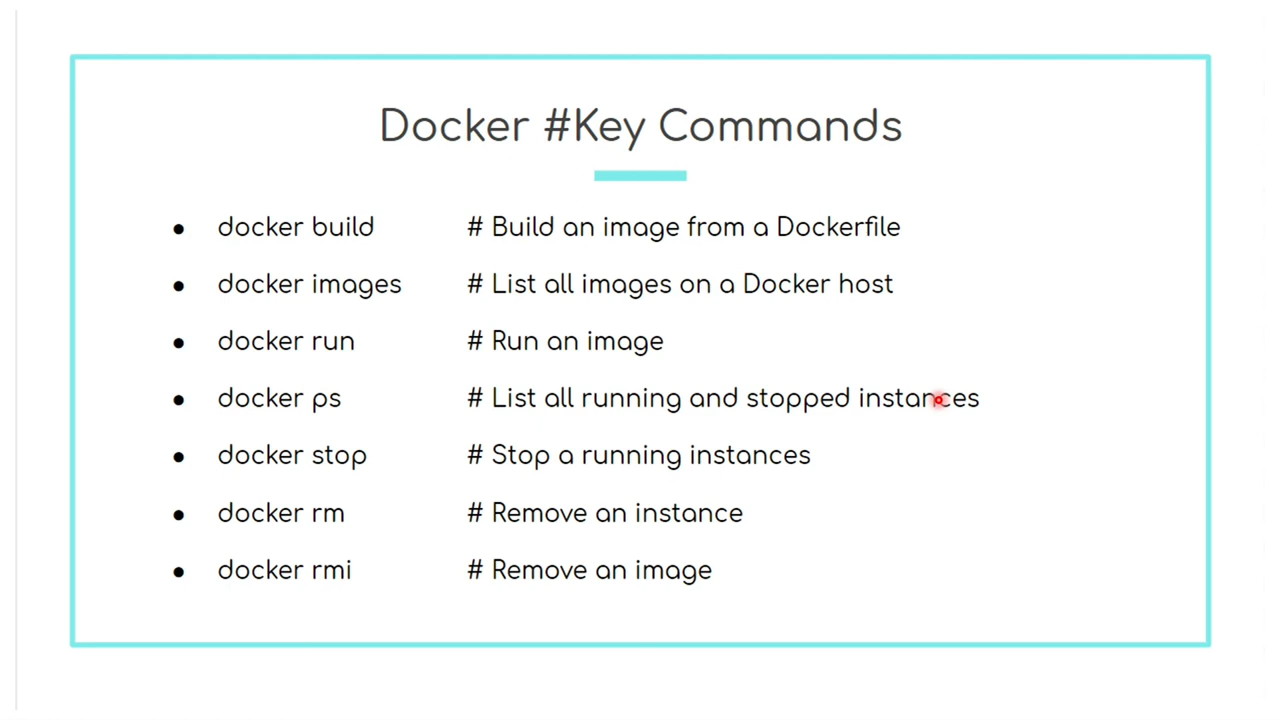 Docker #Key Commands
● docker build # Build an image from a Dockerfile
● docker images # List all images on a Docker host
● docker run # Run an image
● docker ps # List all running and stopped instances
● docker stop # Stop a running instances
● docker rm # Remove an instance
● docker rmi # Remove an image